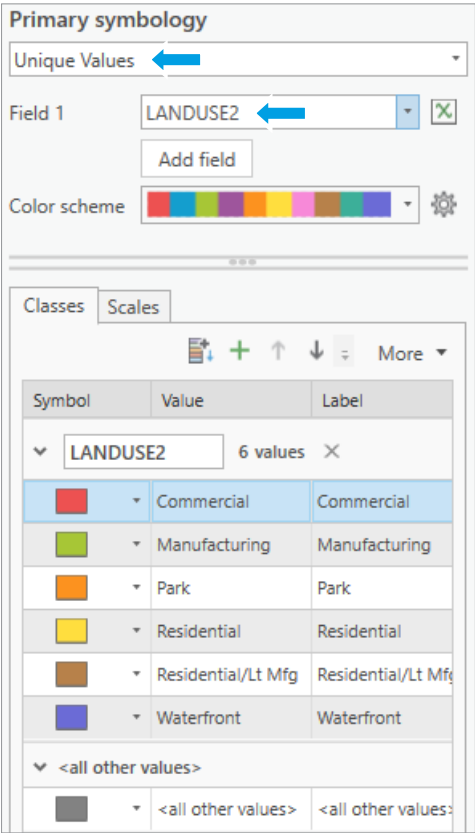 Primary symbology
Unique Values
Field 1 LANDUSE2
Add field
Color scheme
Classes Scales
More
Symbol Value Label
LANDUSE2 6 values
Commercial Commercial
Manufacturing Manufacturing
Park Park
Residential Residential
Residential/Lt Mfg Residential/Lt Mfg
Waterfront Waterfront
<all other values>
<all other values> <all other values>